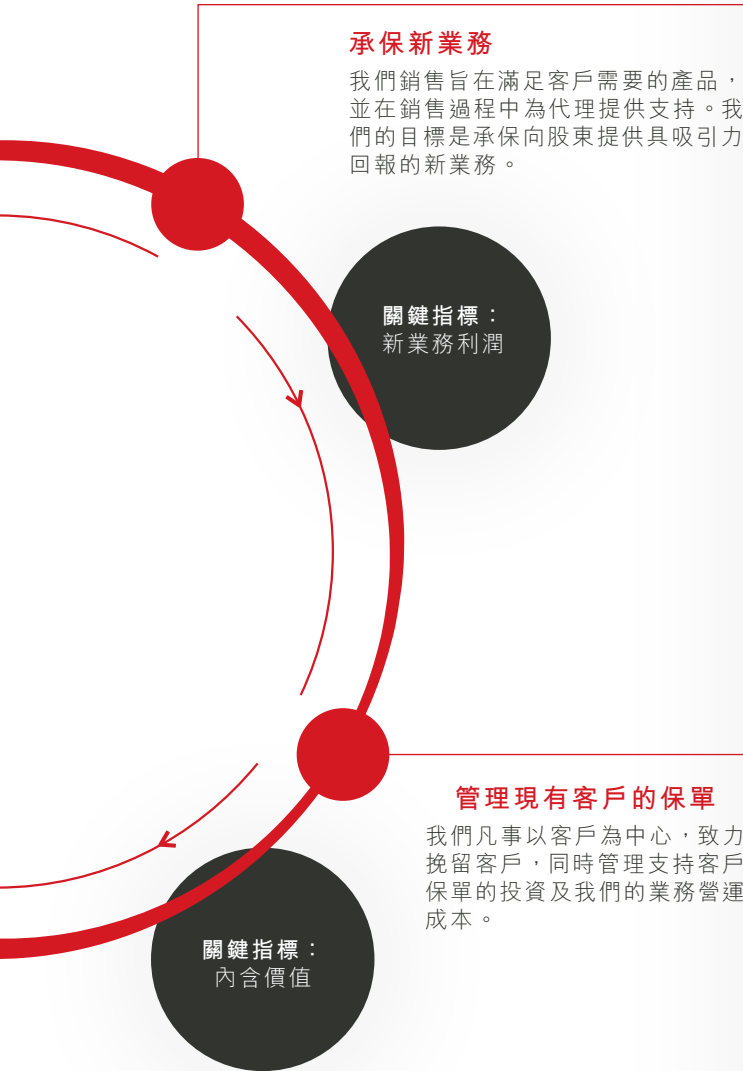 承保新業務
我們銷售旨在滿足客戶需要的產品，
並在銷售過程中為代理提供支持。我
們的目標是承保向股東提供具吸引力
回報的新業務。
關鍵指標：
新業務利潤
管理現有客戶的保單
我們凡事以客戶為中心，致力
挽留客戶，同時管理支持客戶
保單的投資及我們的業務營運
成本。
關鍵指標：
內含價值